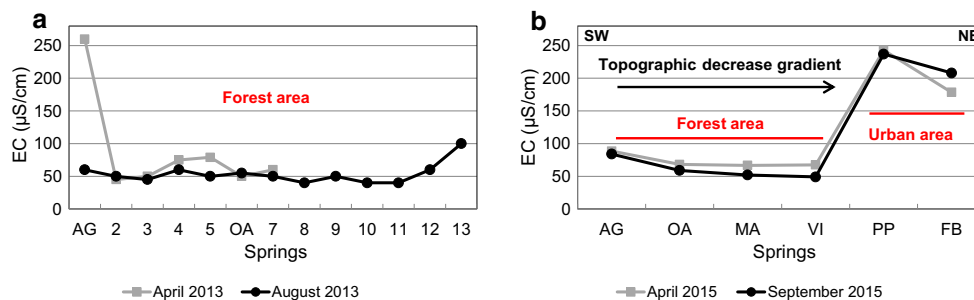 a
EC (µS/cm)
250
200
150
100
50
0
Forest area
AG 2 3 4 5 OA 7 8 9 10 11 12 13
Springs
April 2013 August 2013
b
EC (µS/cm)
250
200
150
100
50
0
SW NE
Topographic decrease gradient
Forest area
Urban area
AG OA MA VI PP FB
Springs
April 2015 September 2015